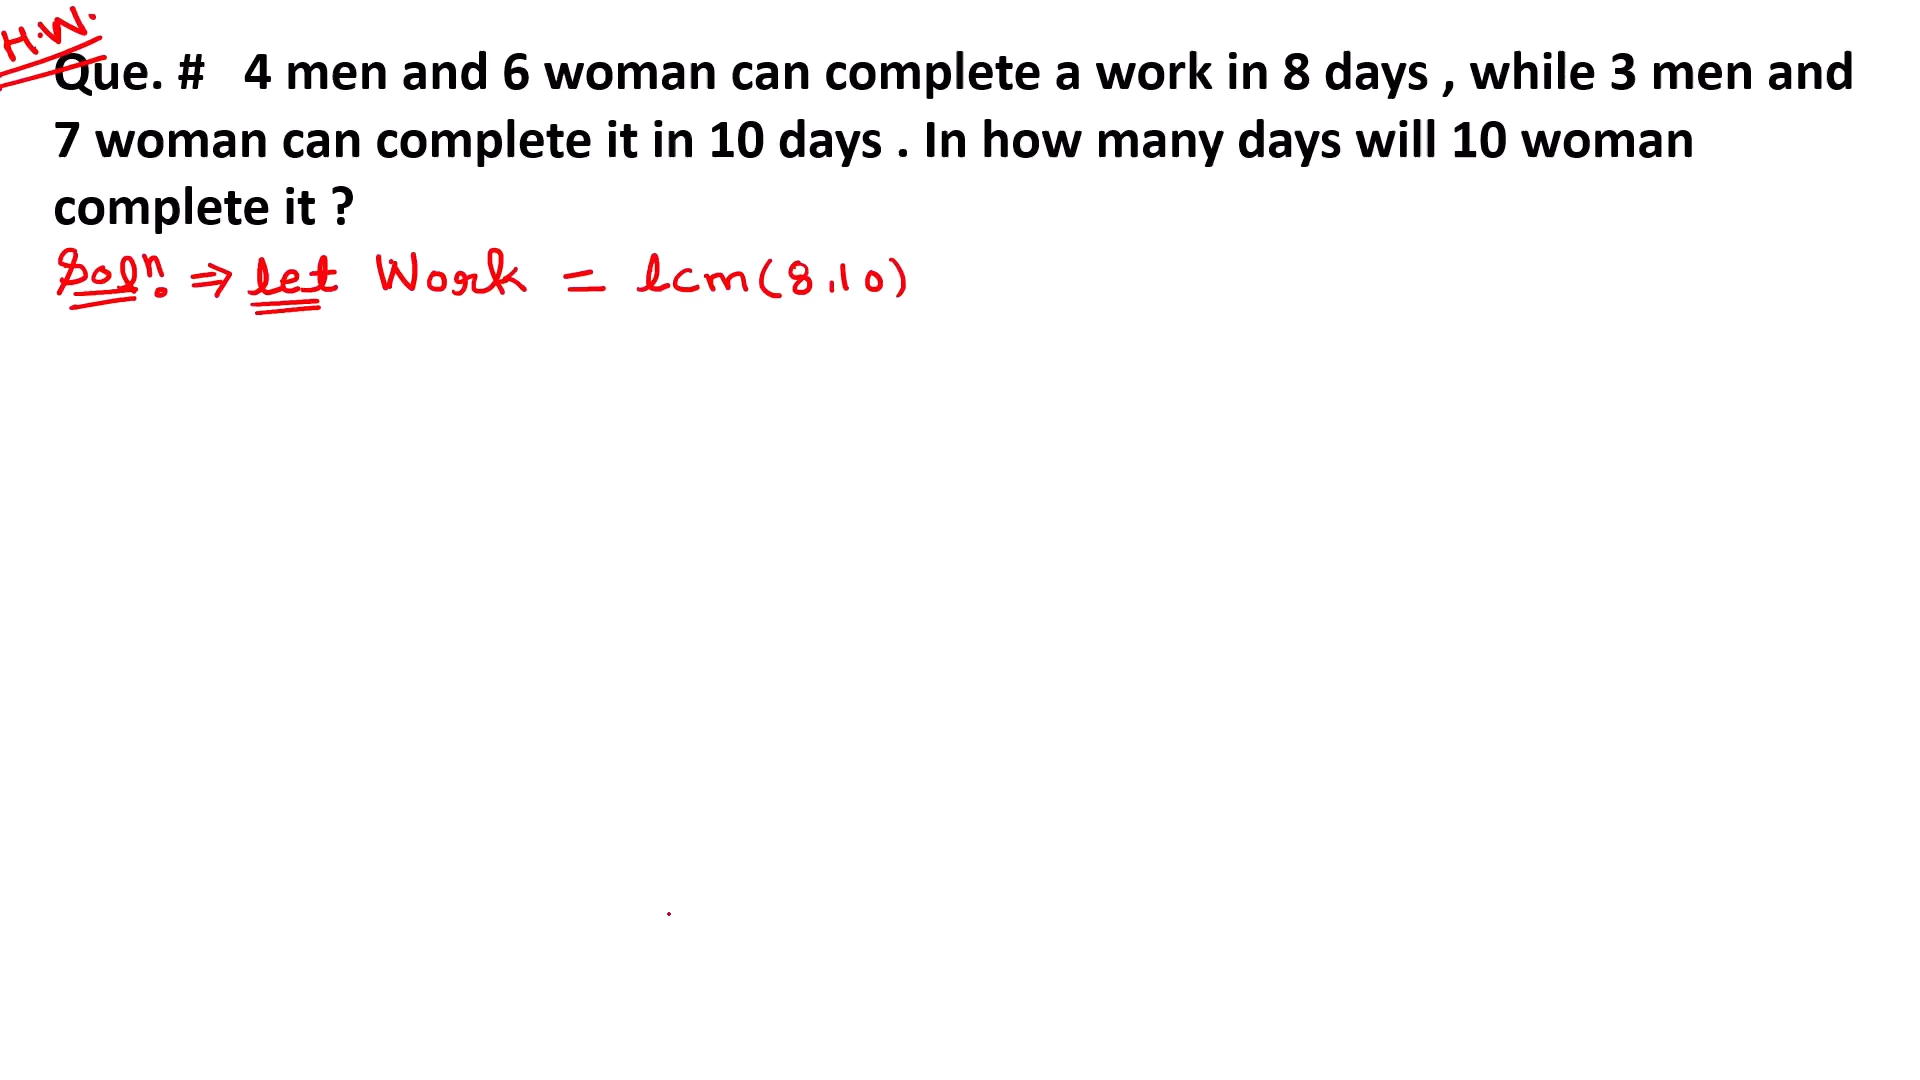 H.W.
Que. # 4 men and 6 woman can complete a work in 8 days , while 3 men and
7 woman can complete it in 10 days . In how many days will 10 woman
complete it ?
Solⁿ. ⇒ let Work = lcm(8,10)